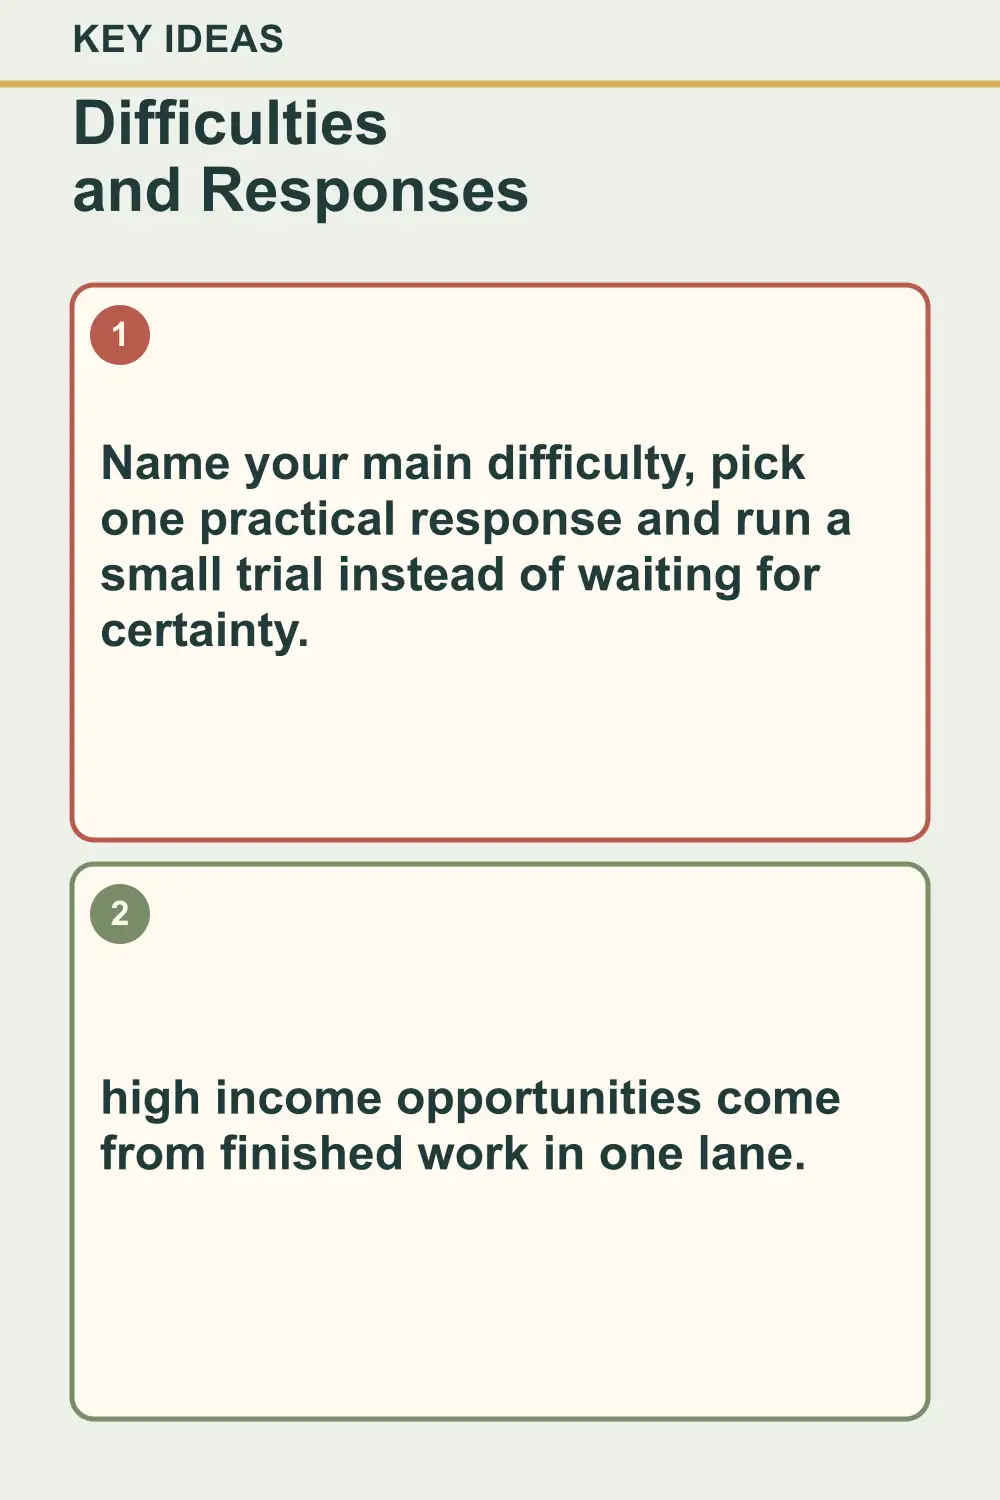 KEY IDEAS
Difficulties
and Responses
1
Name your main difficulty, pick
one practical response and run a
small trial instead of waiting for
certainty.
2
high income opportunities come
from finished work in one lane.